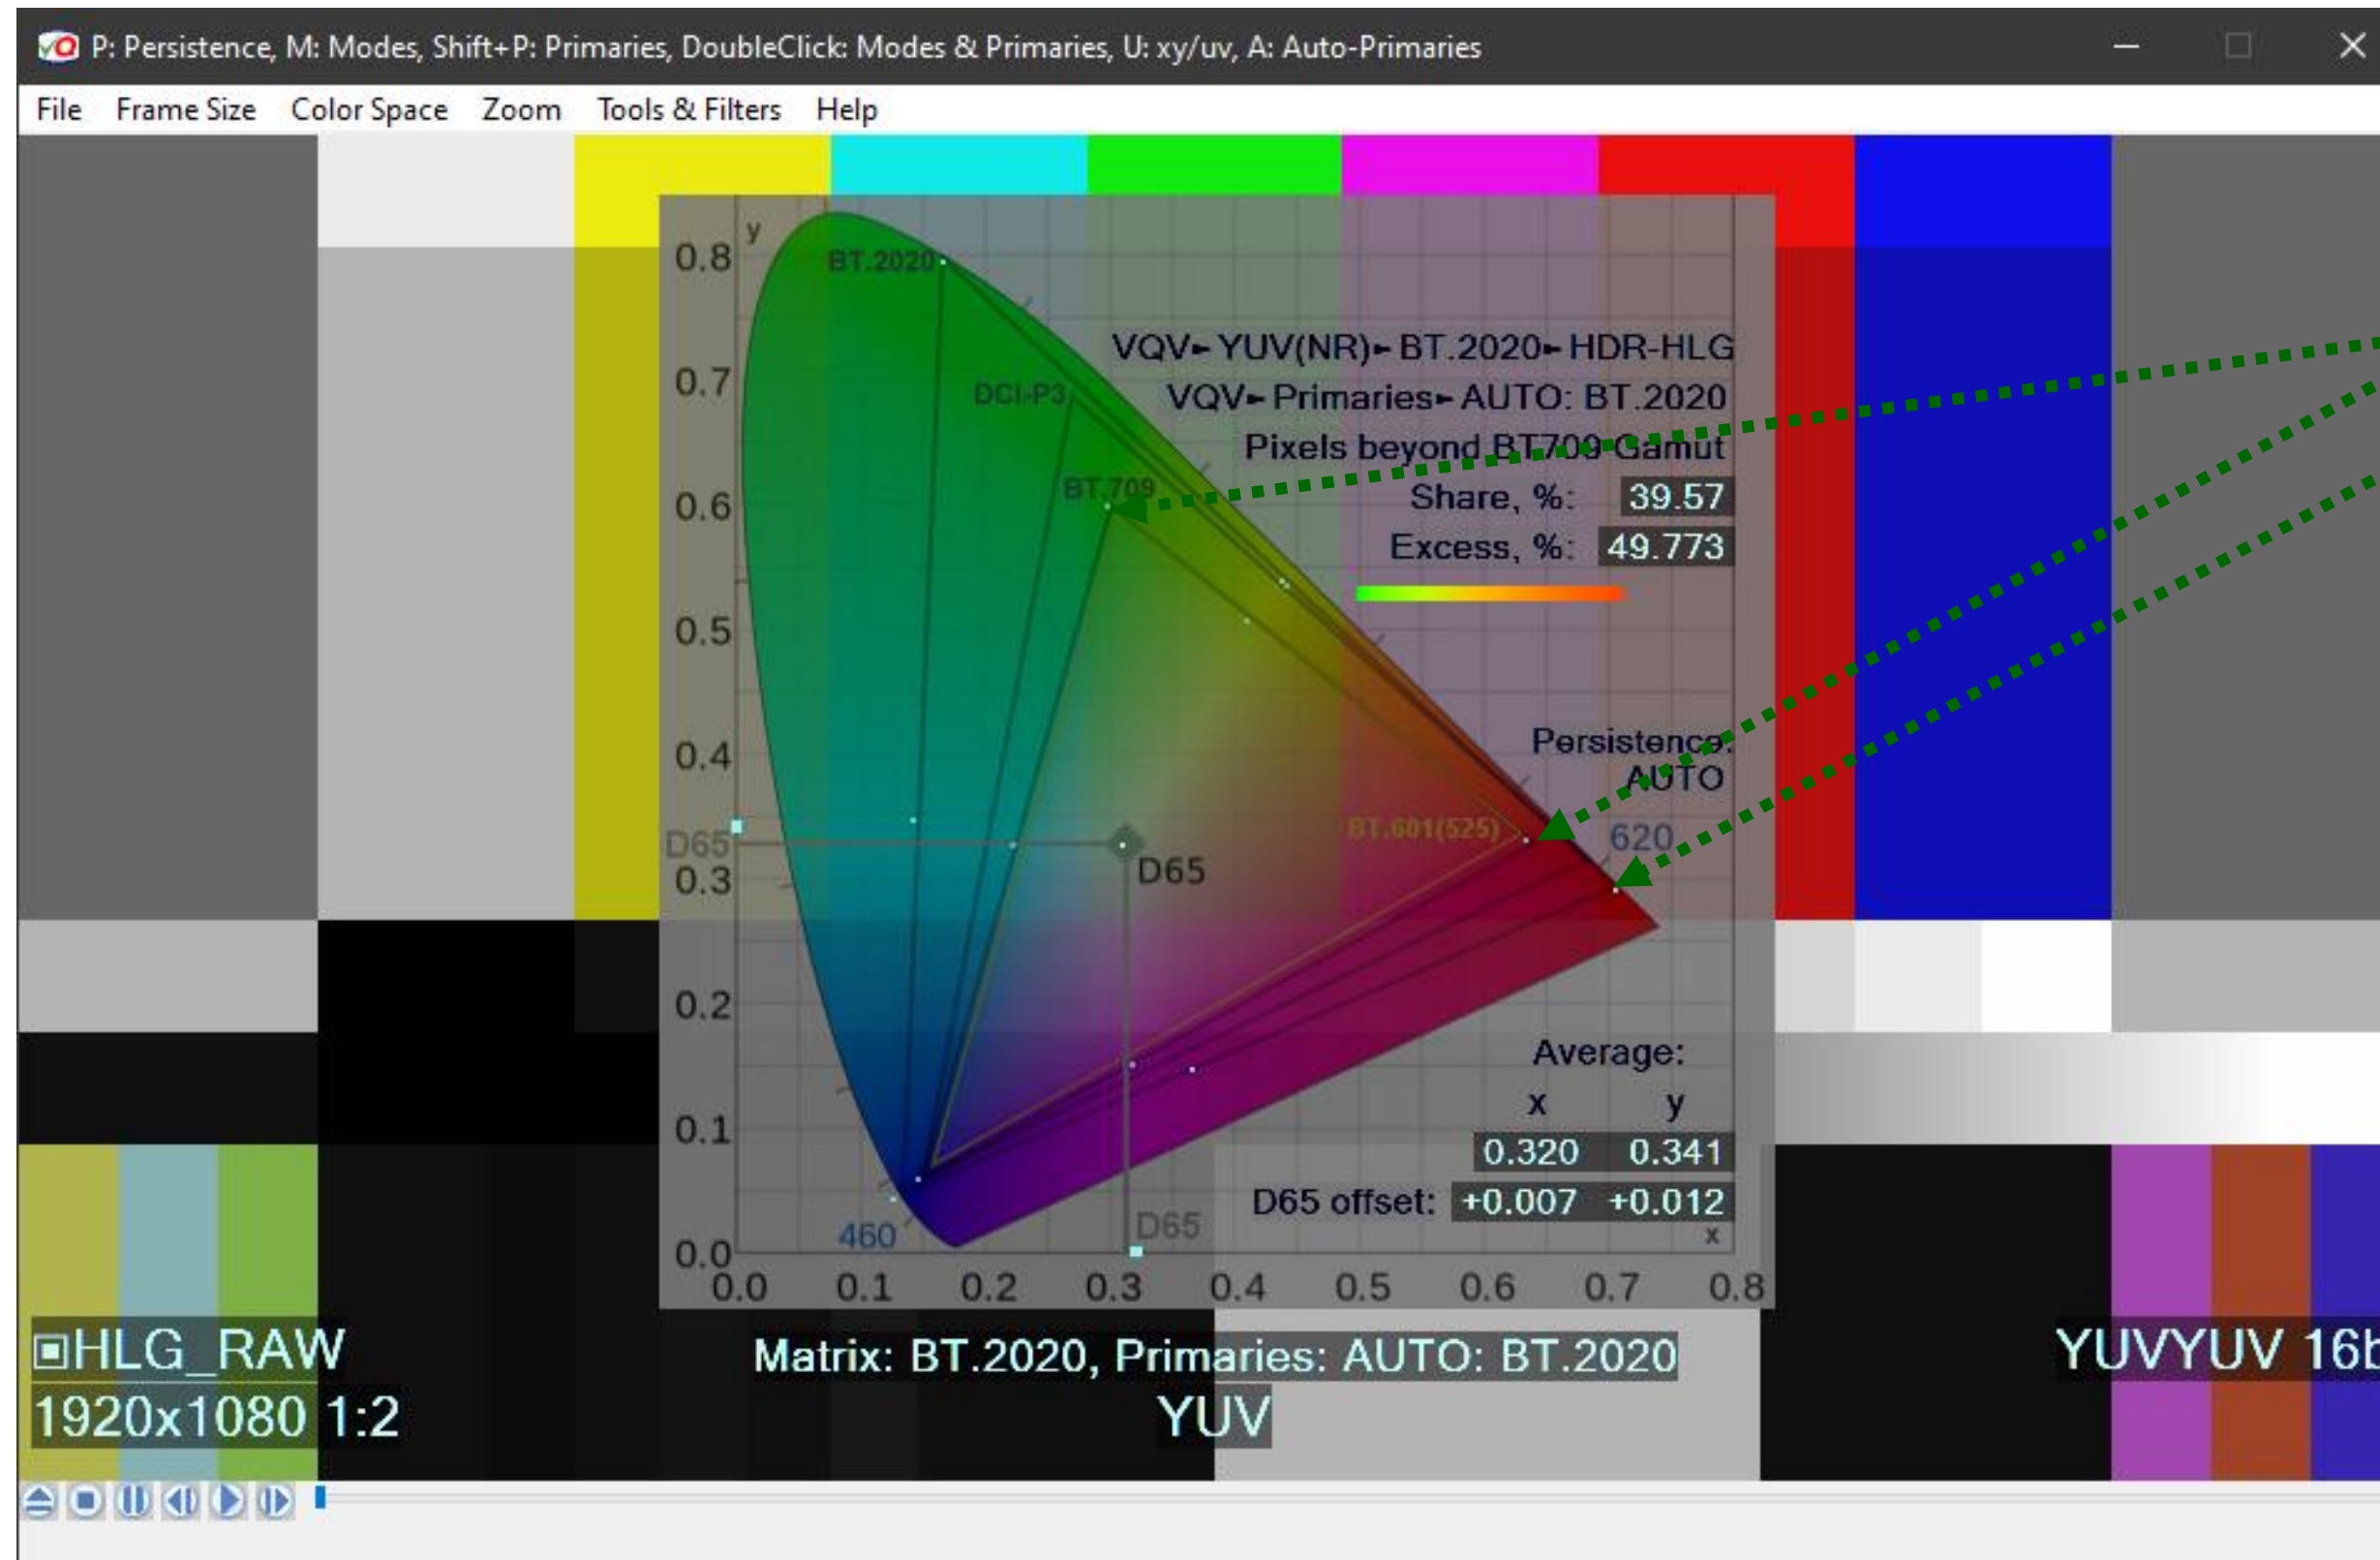 P: Persistence, M: Modes, Shift+P: Primaries, DoubleClick: Modes & Primaries, U: xy/uv, A: Auto-Primaries
File Frame Size Color Space Zoom Tools & Filters Help
y
0.8
BT.2020
VQV►YUV(NR)►BT.2020►HDR-HLG
0.7
DCI-P3
VQV►Primaries►AUTO: BT.2020
Pixels beyond BT709 Gamut
BT.709
0.6
Share, %: 39.57
Excess, %: 49.773
0.5
0.4
Persistence:
AUTO
BT.601(525)
620
D65
D65
0.3
0.2
Average:
x y
0.1
0.320 0.341
D65 offset: +0.007 +0.012
D65
460
x
0.0
0.0 0.1 0.2 0.3 0.4 0.5 0.6 0.7 0.8
HLG_RAW
Matrix: BT.2020, Primaries: AUTO: BT.2020
YUVYUV 16b
1920x1080 1:2
YUV